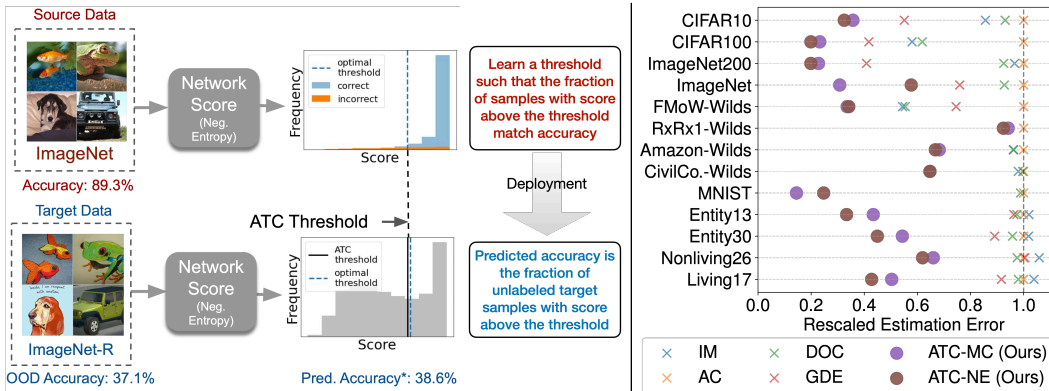 Source Data
ImageNet
Accuracy: 89.3%
Network
Score
(Neg.
Entropy)
Frequency
optimal
threshold
correct
incorrect
Score
Learn a threshold
such that the fraction
of samples with score
above the threshold
match accuracy
Deployment
ATC Threshold
Target Data
ImageNet-R
OOD Accuracy: 37.1%
Network
Score
(Neg.
Entropy)
Frequency
ATC
threshold
optimal
threshold
Score
Pred. Accuracy*: 38.6%
Predicted accuracy is
the fraction of
unlabeled target
samples with score
above the threshold
CIFAR10
CIFAR100
ImageNet200
ImageNet
FMoW-Wilds
RxRx1-Wilds
Amazon-Wilds
CivilCo.-Wilds
MNIST
Entity13
Entity30
Nonliving26
Living17
0.0 0.2 0.4 0.6 0.8 1.0
Rescaled Estimation Error
IM DOC ATC-MC (Ours)
AC GDE ATC-NE (Ours)